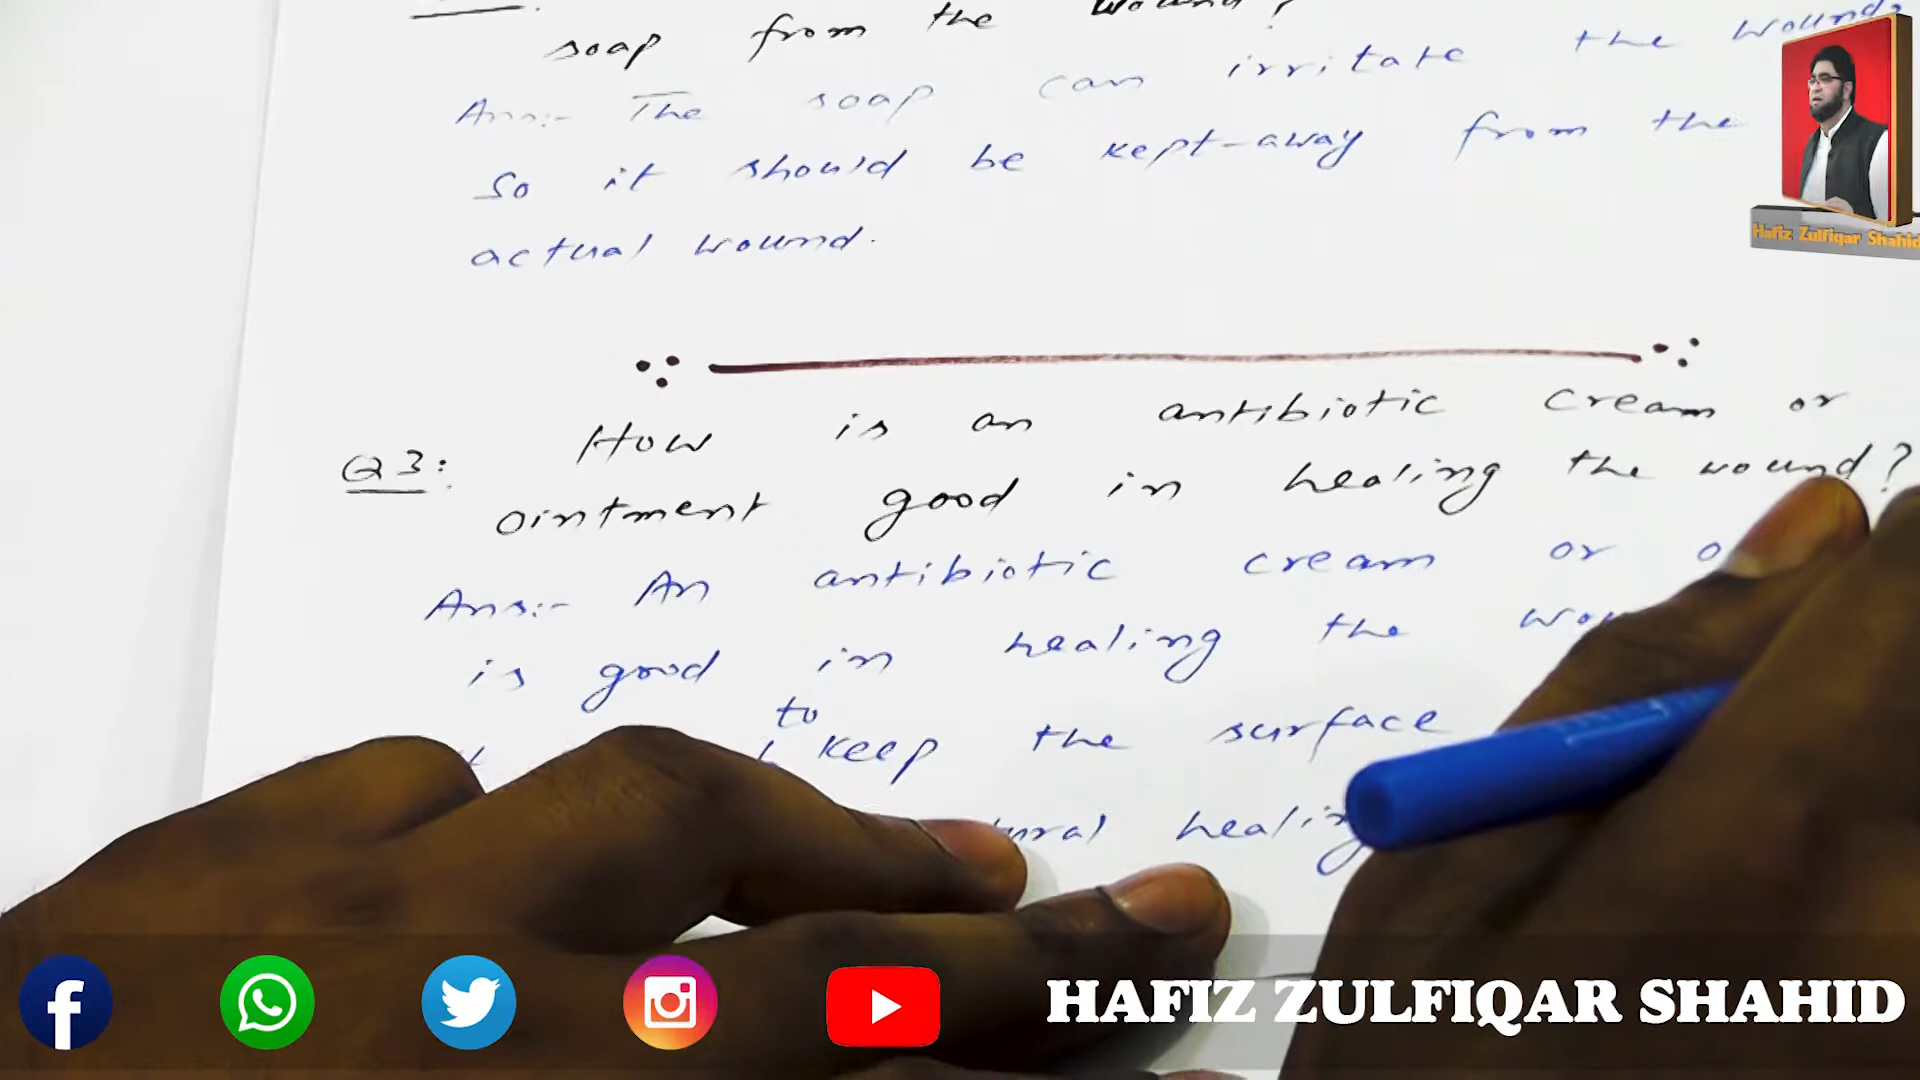 soap from the wound?
Ans:- The soap can irritate the wound,
So it should be kept-away from the
actual wound.
Q3: How is an antibiotic cream or
ointment good in healing the wound?
Ans:- An antibiotic cream or
is good in healing the
to
keep the surface
healing
Hafiz Zulfiqar Shahid
HAFIZ ZULFIQAR SHAHID